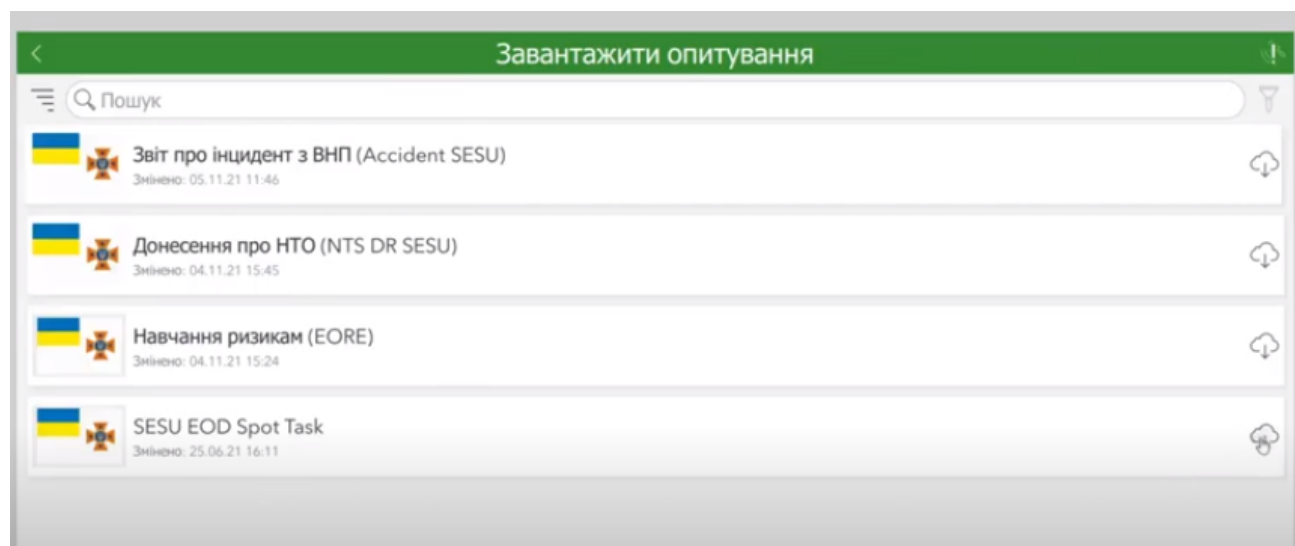 Завантажити опитування
Пошук
Звіт про інцидент з ВНП (Accident SESU)
Змінено: 05.11.21 11:46
Донесення про НТО (NTS DR SESU)
Змінено: 04.11.21 15:45
Навчання ризикам (EORE)
Змінено: 04.11.21 15:24
SESU EOD Spot Task
Змінено: 25.06.21 16:11